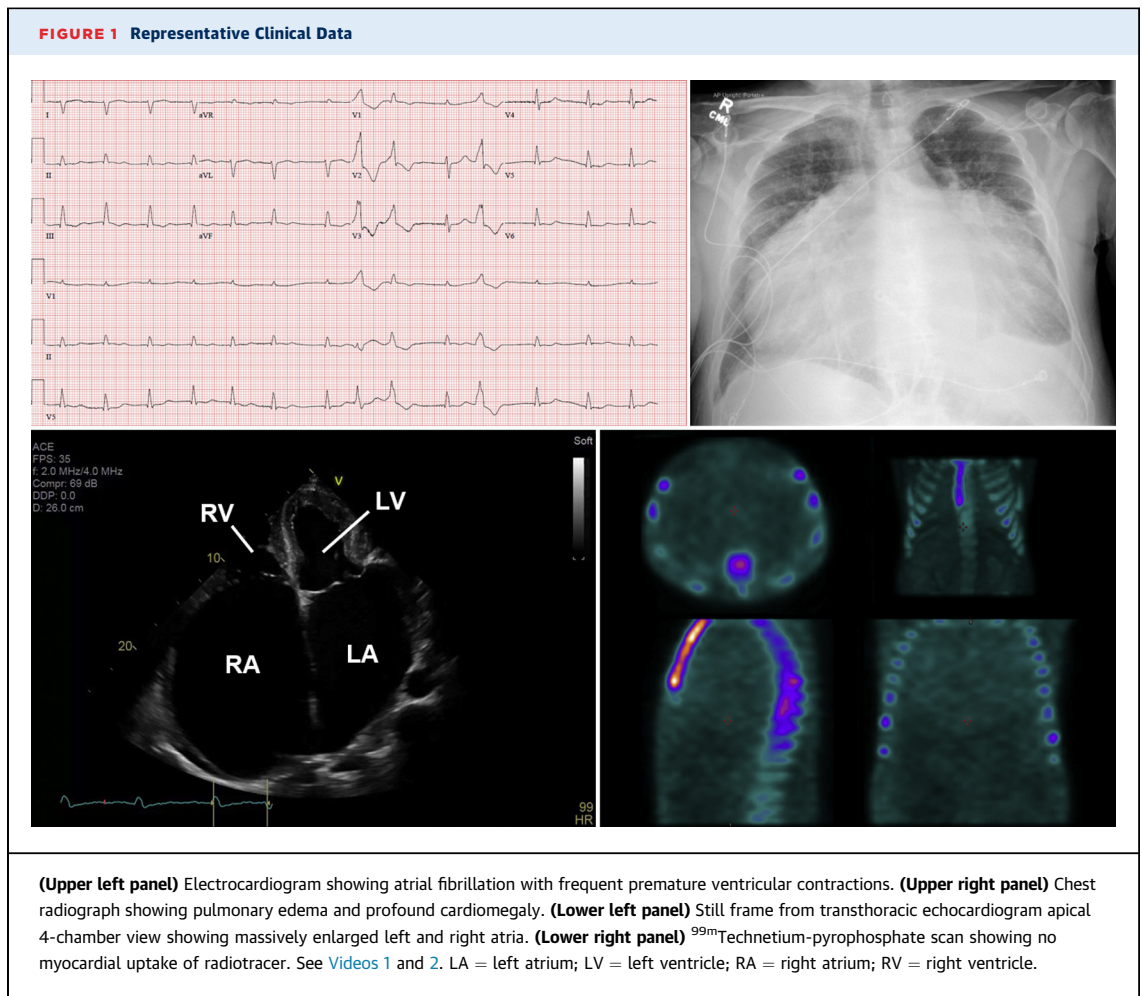 FIGURE 1 Representative Clinical Data
I aVR V1 V4
II aVL V2 V5
III aVF V3 V6
V1
II
V5
AP Upright Portable
R
CML
ACE
FPS: 35
f: 2.0 MHz/4.0 MHz
Compr: 69 dB
DDP: 0.0
D: 26.0 cm
Soft
V
RV
LV
10
20
RA
LA
99
HR
(Upper left panel) Electrocardiogram showing atrial fibrillation with frequent premature ventricular contractions. (Upper right panel) Chest
radiograph showing pulmonary edema and profound cardiomegaly. (Lower left panel) Still frame from transthoracic echocardiogram apical
4-chamber view showing massively enlarged left and right atria. (Lower right panel) 99mTechnetium-pyrophosphate scan showing no
myocardial uptake of radiotracer. See Videos 1 and 2. LA = left atrium; LV = left ventricle; RA = right atrium; RV = right ventricle.